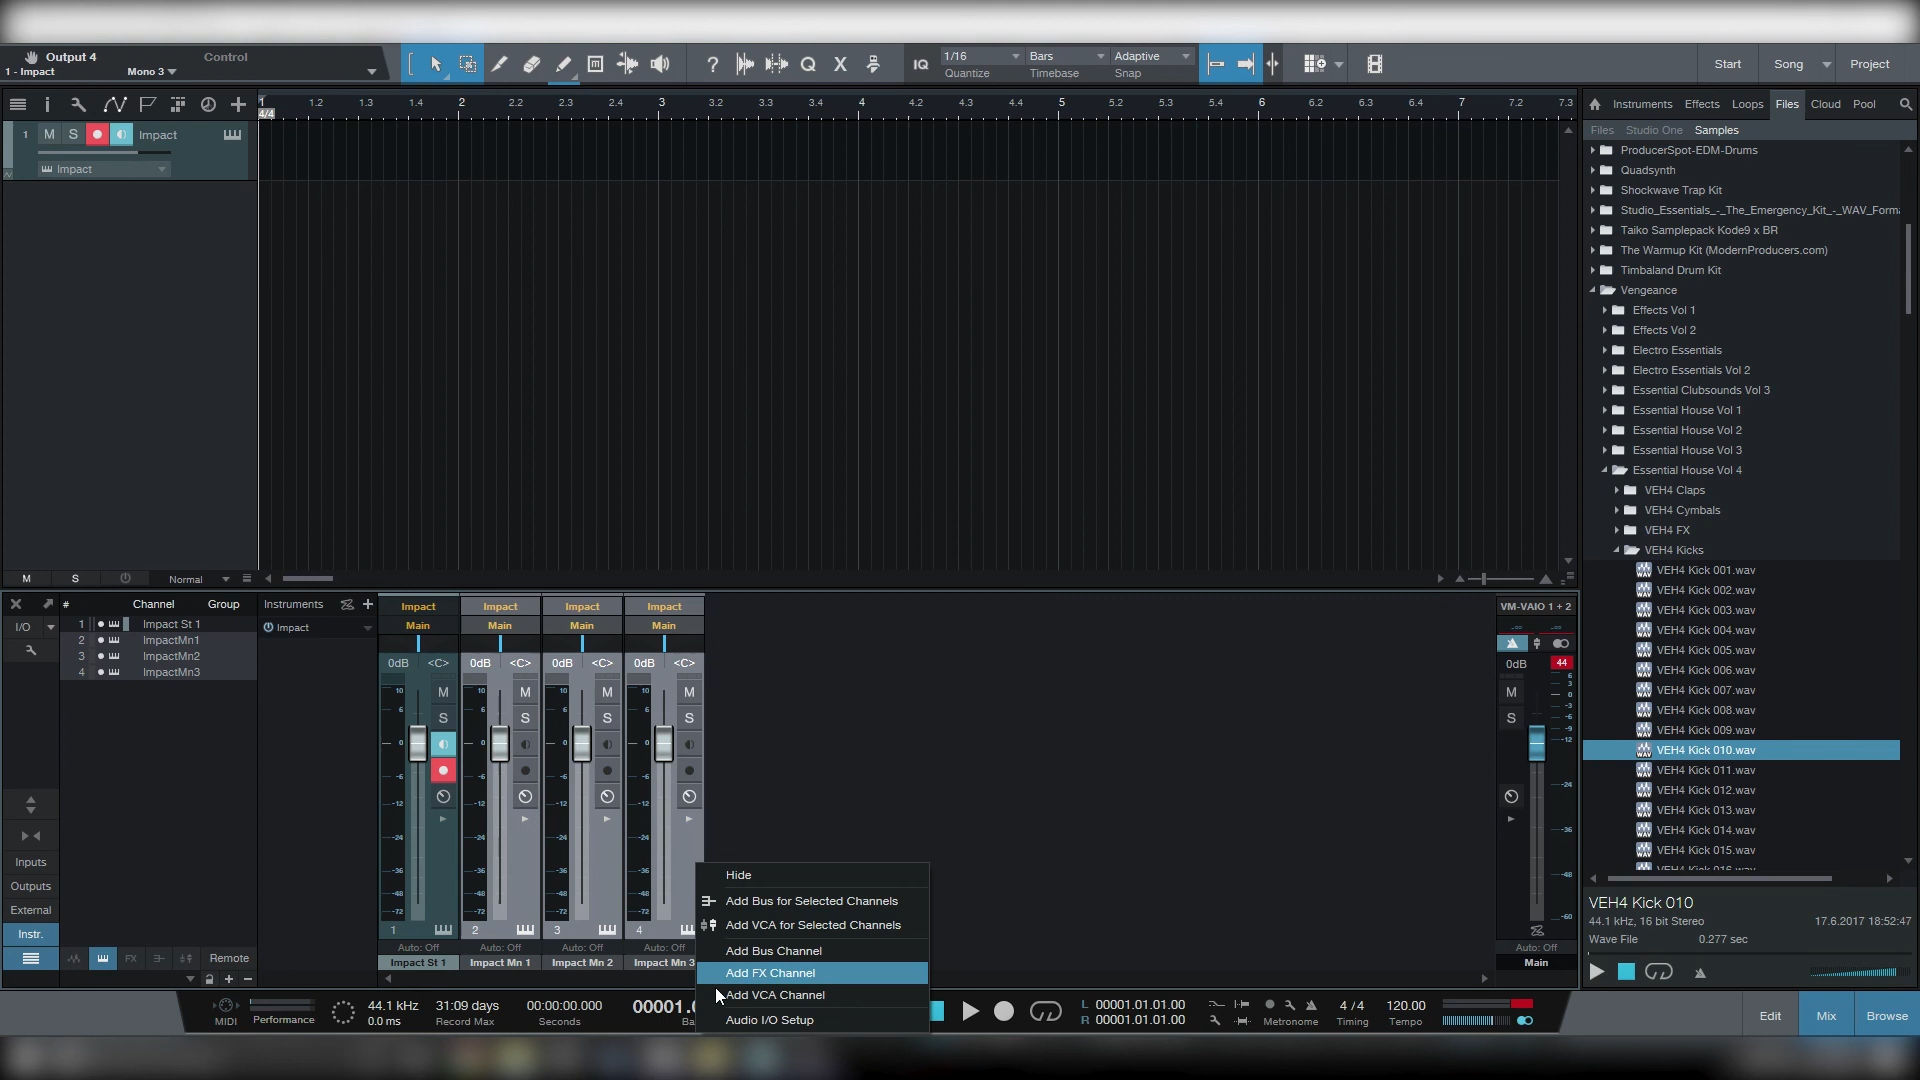 Output 4
Control
1 - Impact
Mono 3
1/16
Bars
Adaptive
Quantize
Timebase
Snap
IQ
Start
Song
Project
1
1.2
1.3
1.4
2
2.2
2.3
2.4
3
3.2
3.3
3.4
4
4.2
4.3
4.4
5
5.2
5.3
5.4
6
6.2
6.3
6.4
7
7.2
7.3
4/4
Instruments
Effects
Loops
Files
Cloud
Pool
1
M
S
Impact
Impact
Files
Studio One
Samples
ProducerSpot-EDM-Drums
Quadsynth
Shockwave Trap Kit
Studio_Essentials_-_The_Emergency_Kit_-_WAV_Forma
Taiko Samplepack Kode9 x BR
The Warmup Kit (ModernProducers.com)
Timbaland Drum Kit
Vengeance
Effects Vol 1
Effects Vol 2
Electro Essentials
Electro Essentials Vol 2
Essential Clubsounds Vol 3
Essential House Vol 1
Essential House Vol 2
Essential House Vol 3
Essential House Vol 4
VEH4 Claps
VEH4 Cymbals
VEH4 FX
VEH4 Kicks
VEH4 Kick 001.wav
VEH4 Kick 002.wav
VEH4 Kick 003.wav
VEH4 Kick 004.wav
VEH4 Kick 005.wav
VEH4 Kick 006.wav
VEH4 Kick 007.wav
VEH4 Kick 008.wav
VEH4 Kick 009.wav
VEH4 Kick 010.wav
VEH4 Kick 011.wav
VEH4 Kick 012.wav
VEH4 Kick 013.wav
VEH4 Kick 014.wav
VEH4 Kick 015.wav
VEH4 Kick 010
44.1 kHz, 16 bit Stereo
17.6.2017 18:52:47
Wave File
0.277 sec
M
S
Normal
#
Channel
Group
Instruments
I/O
1
Impact St 1
2
ImpactMn1
3
ImpactMn2
4
ImpactMn3
Impact
Inputs
Outputs
External
Instr.
FX
Remote
Impact
Impact
Impact
Impact
Main
Main
Main
Main
0dB
<C>
0dB
<C>
0dB
<C>
0dB
<C>
M
M
M
M
S
S
S
S
1
2
3
4
Auto: Off
Auto: Off
Auto: Off
Auto: Off
Impact St 1
Impact Mn 1
Impact Mn 2
Impact Mn 3
Hide
Add Bus for Selected Channels
Add VCA for Selected Channels
Add Bus Channel
Add FX Channel
Add VCA Channel
Audio I/O Setup
VM-VAIO 1 + 2
0dB
44
M
S
Auto: Off
Main
MIDI
Performance
44.1 kHz
0.0 ms
31:09 days
Record Max
00:00:00.000
Seconds
00001.0
Ba
L
00001.01.01.00
R
00001.01.01.00
Metronome
4 / 4
Timing
120.00
Tempo
Edit
Mix
Browse